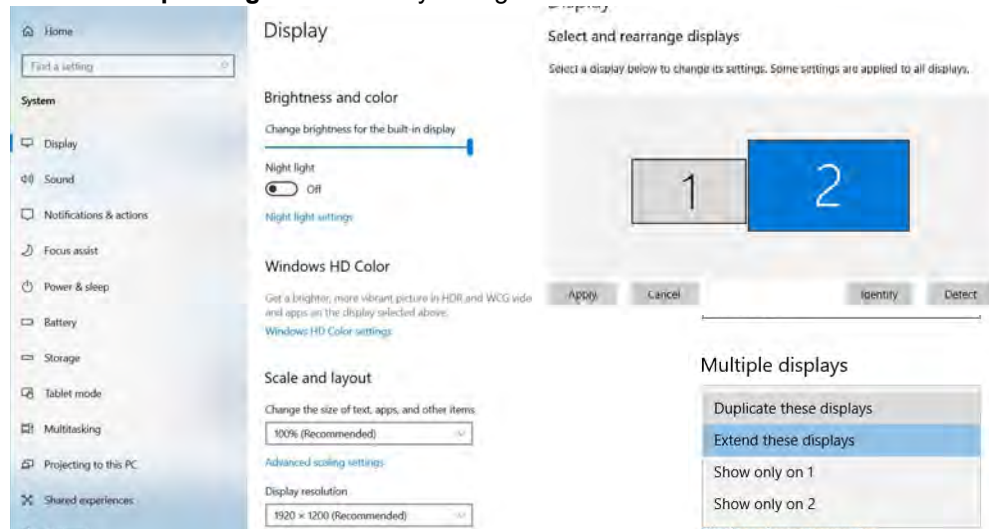 Home
Find a setting
System
Display
Sound
Notifications & actions
Focus assist
Power & sleep
Battery
Storage
Tablet mode
Multitasking
Projecting to this PC
Shared experiences
Display
Brightness and color
Change brightness for the built-in display
Night light
Off
Night light settings
Windows HD Color
Get a brighter, more vibrant picture in HDR and WCG video
and apps on the display selected above.
Windows HD Color settings
Scale and layout
Change the size of text, apps, and other items
100% (Recommended)
Advanced scaling settings
Display resolution
1920 × 1200 (Recommended)
Select and rearrange displays
Select a display below to change its settings. Some settings are applied to all displays.
1
2
Apply
Cancel
Identify
Detect
Multiple displays
Duplicate these displays
Extend these displays
Show only on 1
Show only on 2